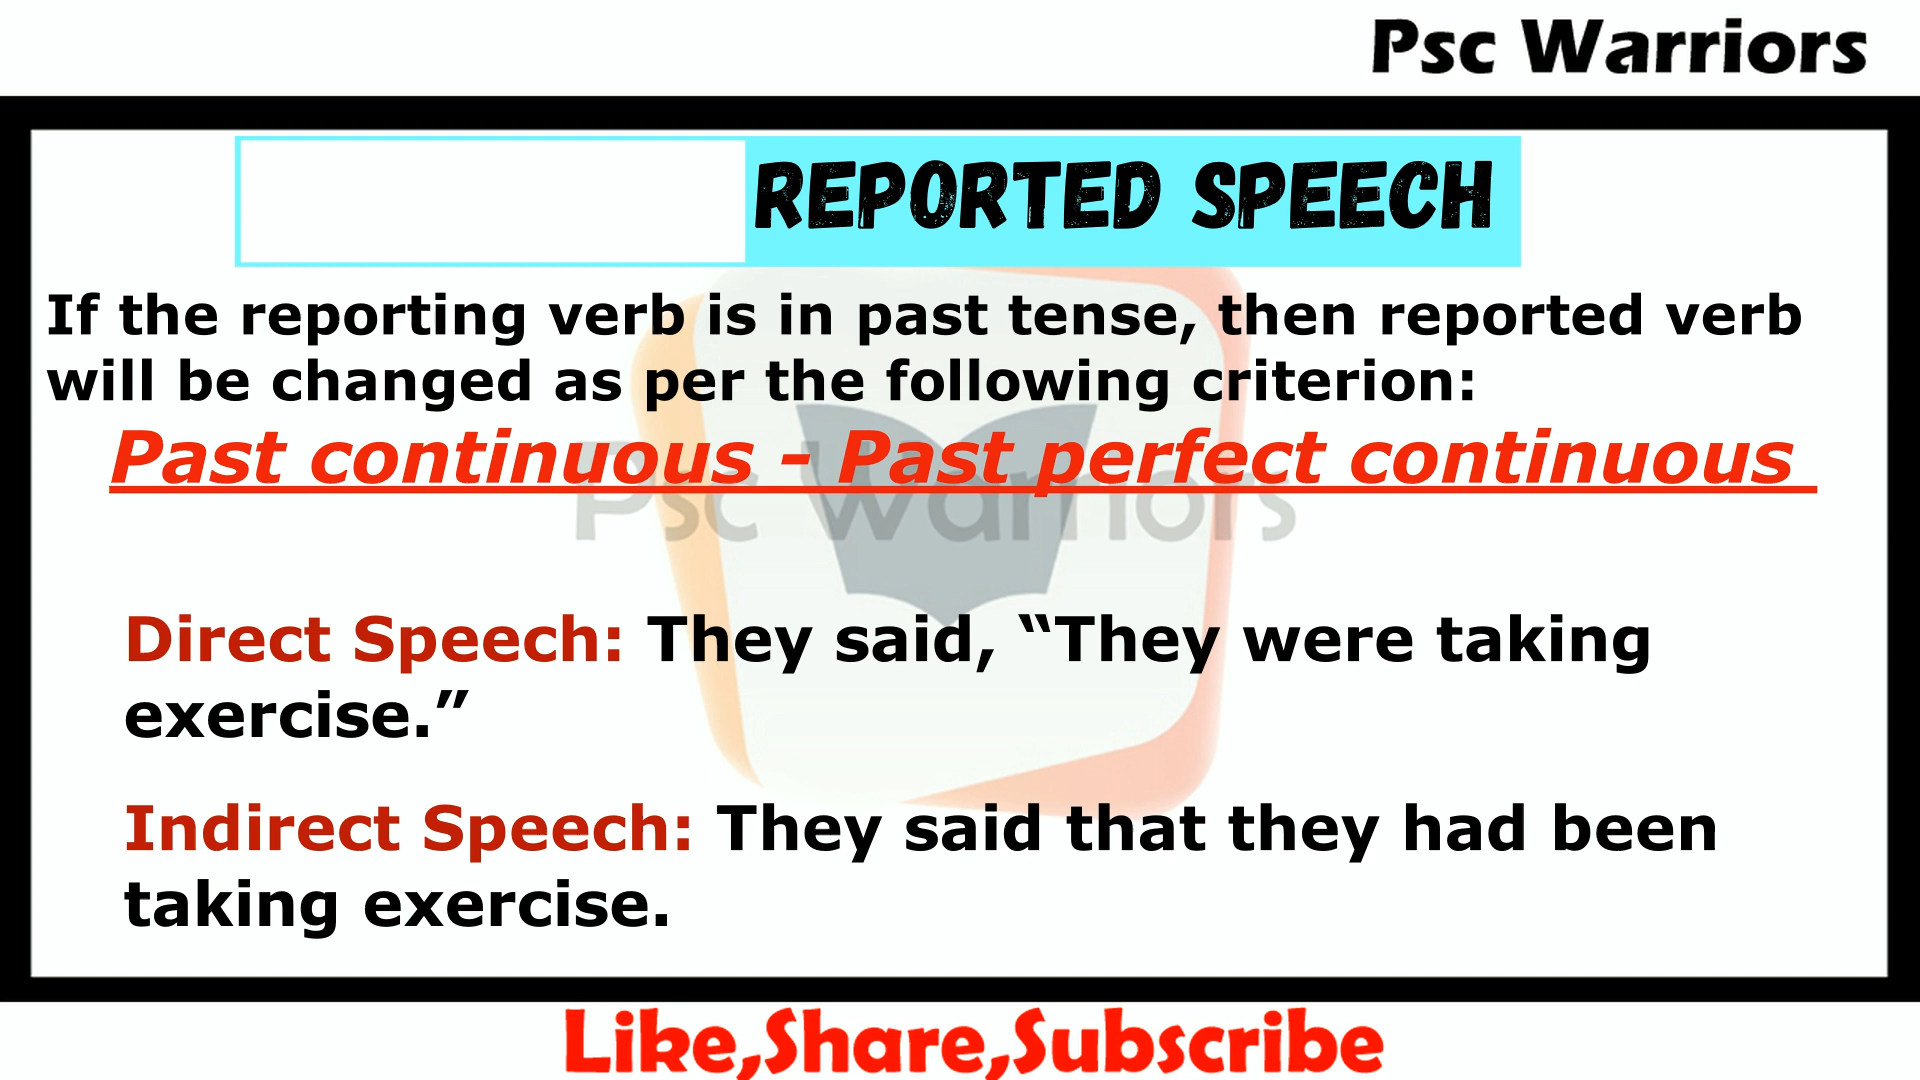 Psc Warriors
REPORTED SPEECH
If the reporting verb is in past tense, then reported verb
will be changed as per the following criterion:
Past continuous - Past perfect continuous
Psc Warriors
Direct Speech: They said, “They were taking
exercise.”
Indirect Speech: They said that they had been
taking exercise.
Like,Share,Subscribe